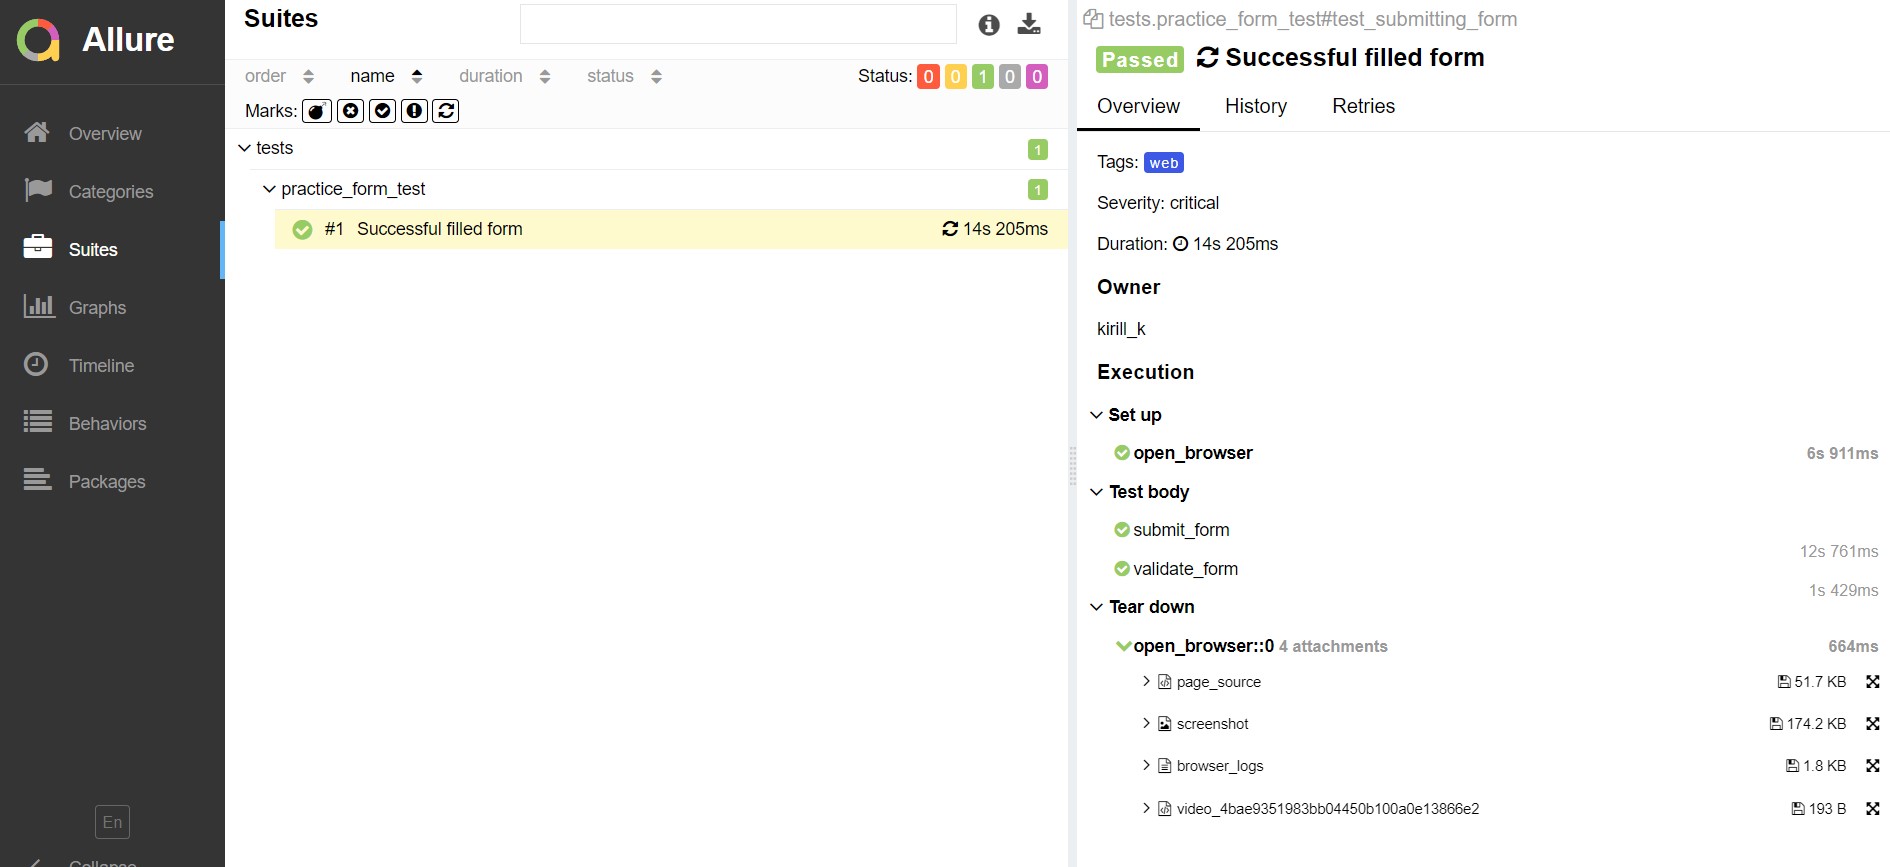 Allure
Overview
Categories
Suites
Graphs
Timeline
Behaviors
Packages
En
Collapse
Suites
order name duration status
Status: 0 0 1 0 0
Marks:
tests 1
practice_form_test 1
#1 Successful filled form 14s 205ms
tests.practice_form_test#test_submitting_form
Passed Successful filled form
Overview History Retries
Tags: web
Severity: critical
Duration: 14s 205ms
Owner
kirill_k
Execution
Set up
open_browser 6s 911ms
Test body
submit_form
12s 761ms
validate_form
1s 429ms
Tear down
open_browser::0 4 attachments 664ms
page_source 51.7 KB
screenshot 174.2 KB
browser_logs 1.8 KB
video_4bae9351983bb04450b100a0e13866e2 193 B